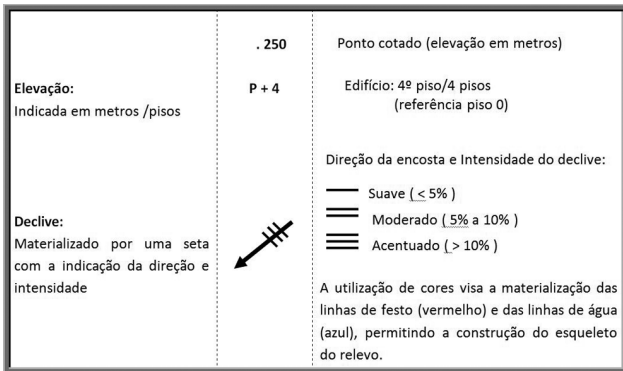 . 250
Ponto cotado (elevação em metros)
Elevação:
Indicada em metros /pisos
P + 4
Edifício: 4º piso/4 pisos
(referência piso 0)
Direção da encosta e Intensidade do declive:
Suave ( < 5% )
Moderado ( 5% a 10% )
Acentuado ( > 10% )
Declive:
Materializado por uma seta
com a indicação da direção e
intensidade
A utilização de cores visa a materialização das
linhas de festo (vermelho) e das linhas de água
(azul), permitindo a construção do esqueleto
do relevo.